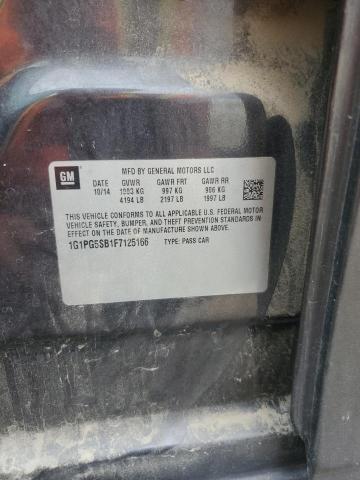 GM
MFD BY GENERAL MOTORS LLC
DATE GVWR GAWR FRT GAWR RR
10/14 1903 KG 997 KG 906 KG
4194 LB 2197 LB 1997 LB
THIS VEHICLE CONFORMS TO ALL APPLICABLE U.S. FEDERAL MOTOR
VEHICLE SAFETY, BUMPER, AND THEFT PREVENTION STANDARDS IN
EFFECT ON THE DATE OF MANUFACTURE SHOWN ABOVE.
1G1PG5SB1F7125166 TYPE: PASS CAR